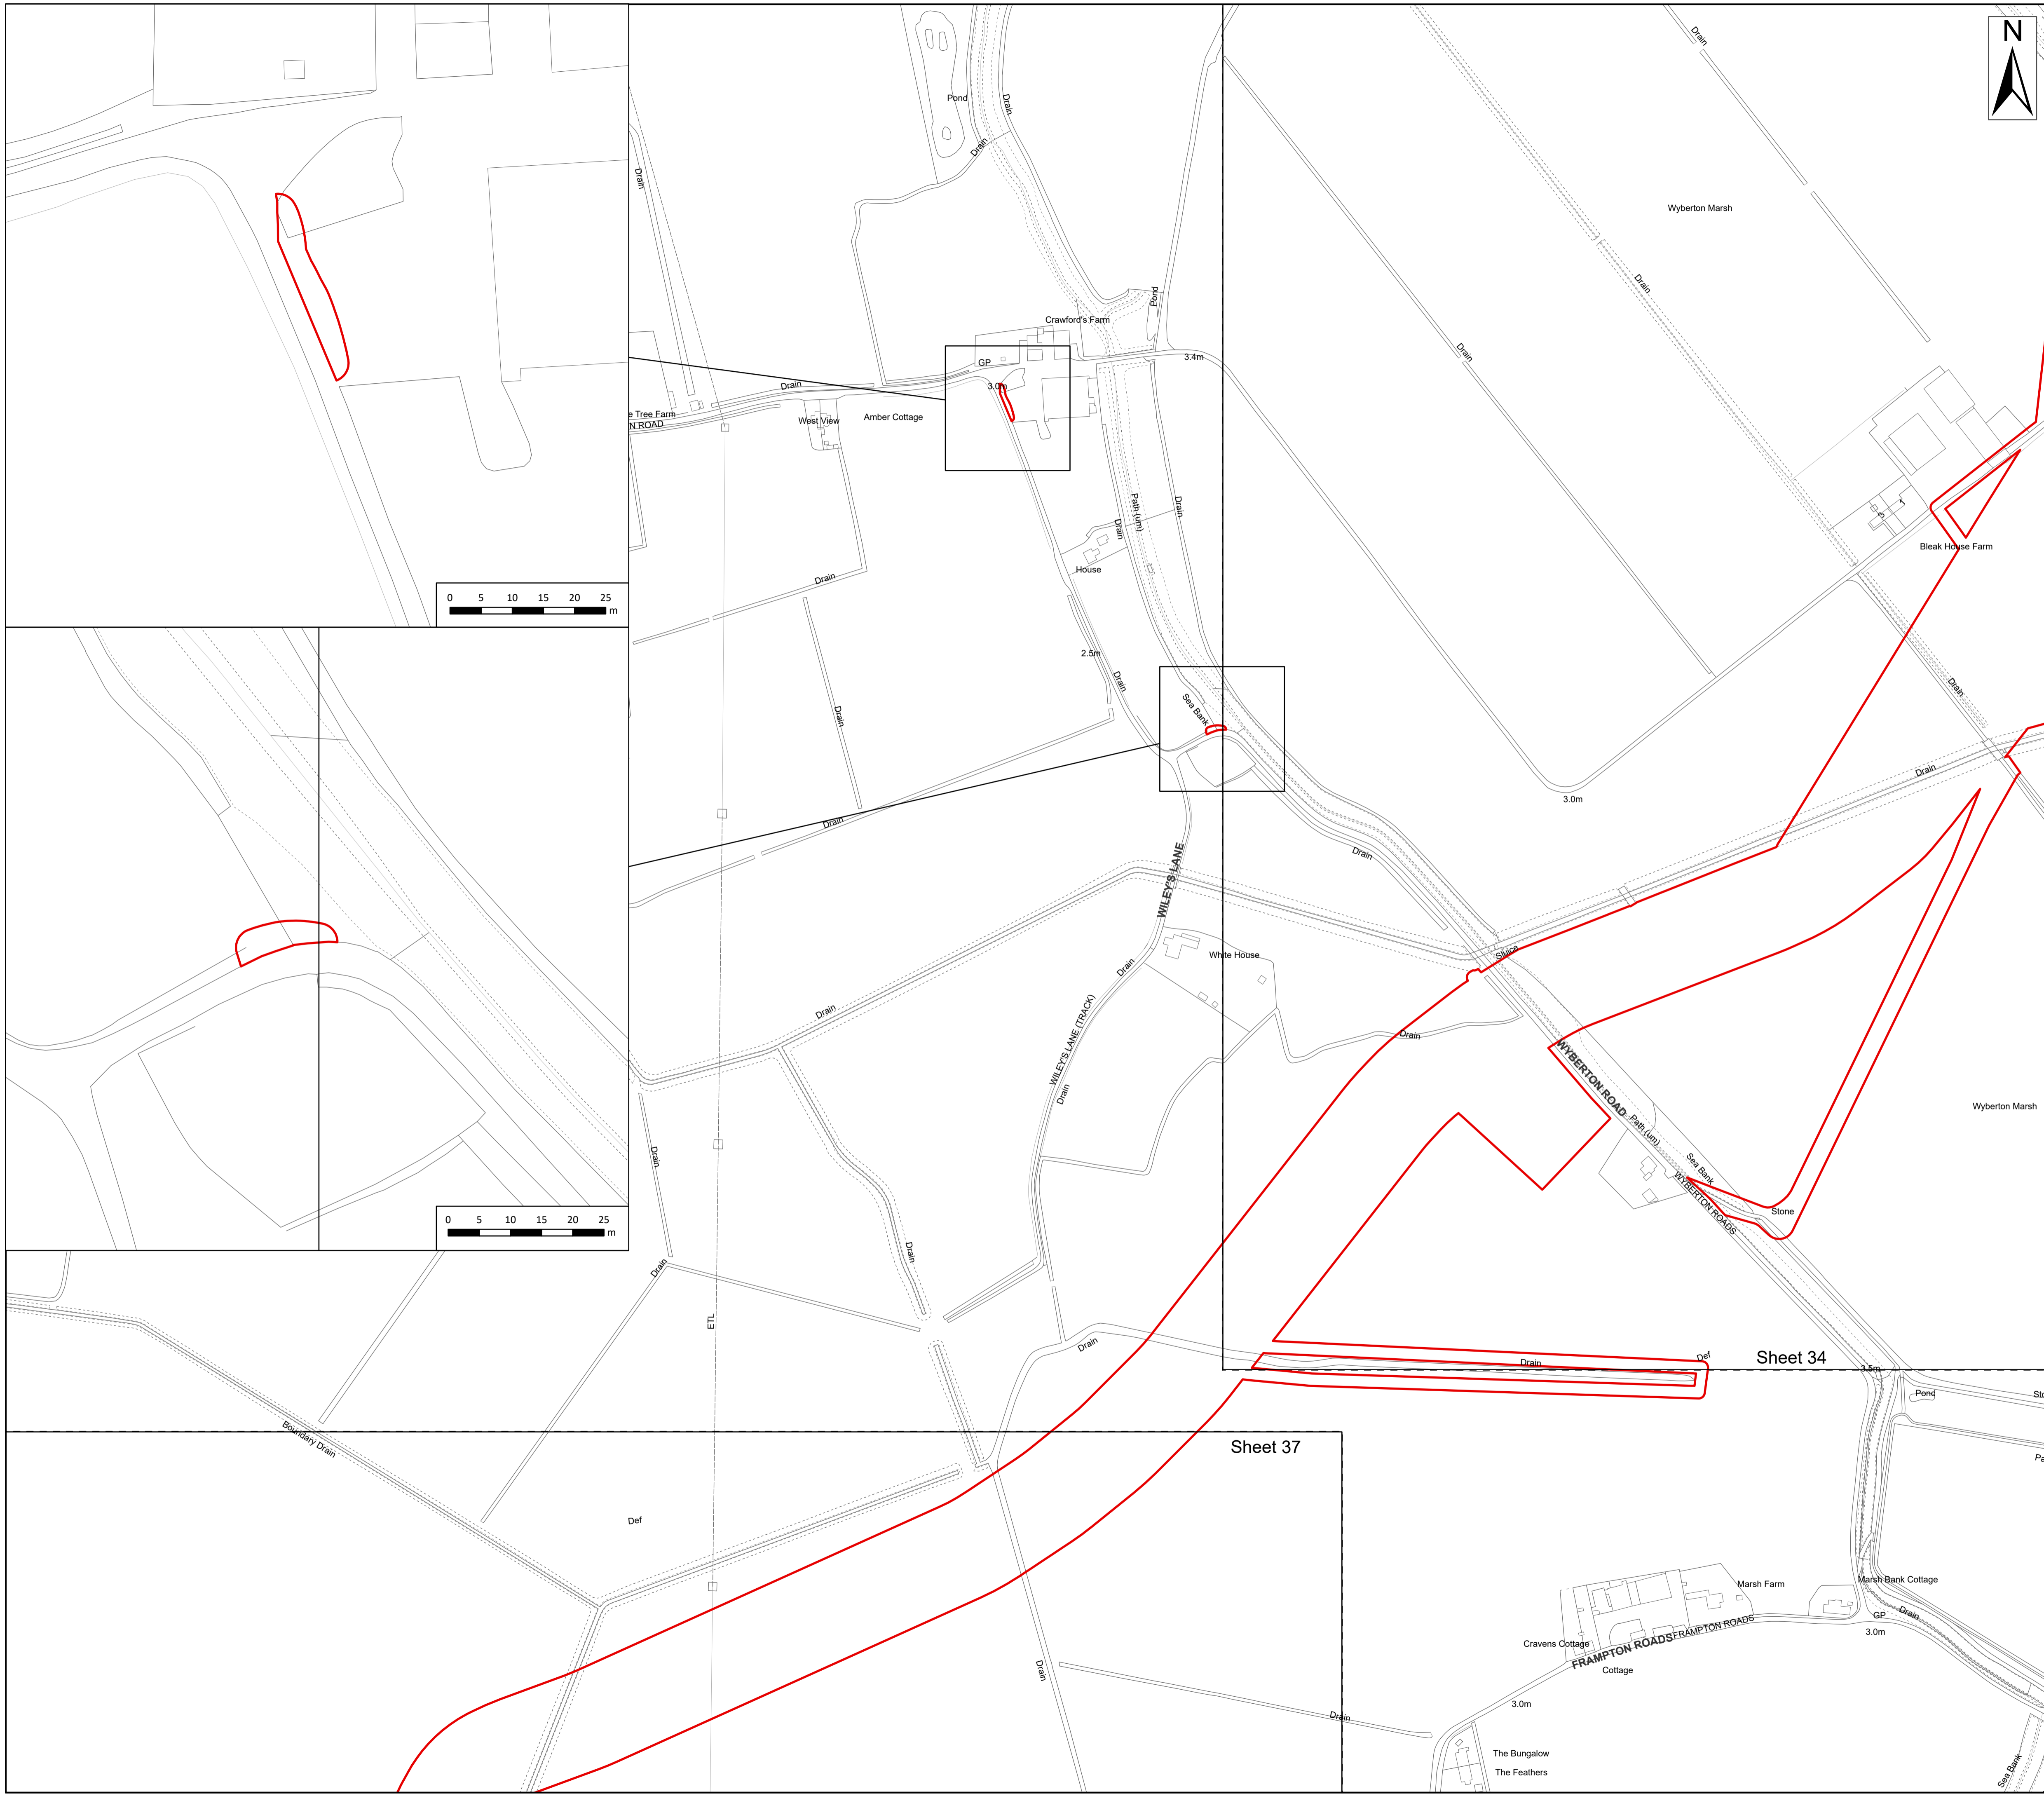 N
Drain
Pond
Drain
Drain
Drain
Wyberton Marsh
Drain
Crawford's Farm
Pond
GP
3.4m
Drain
3.0m
Drain
e Tree Farm
N ROAD
West View
Amber Cottage
Path (um)
Drain
Drain
3
1
Bleak House Farm
House
Drain
0 5 10 15 20 25
m
2.5m
Drain
Drain
Drain
Sea Bank
Drain
3.0m
Drain
Drain
WILEY'S LANE
White House
Sluice
Drain
Drain
WILEY'S LANE (TRACK)
Drain
Drain
WYBERTON ROAD
Path (um)
Wyberton Marsh
Drain
Sea Bank
WYBERTON ROADS
Stone
0 5 10 15 20 25
m
Drain
Drain
ETL
Drain
Drain
Def
Sheet 34
3.5m
Pond
Sto
Boundary Drain
Sheet 37
Pa
Def
Marsh Farm
Marsh Bank Cottage
Drain
GP
3.0m
FRAMPTON ROADS
FRAMPTON ROADS
Cravens Cottage
Cottage
Drain
3.0m
Drain
The Bungalow
The Feathers
Sea Bank